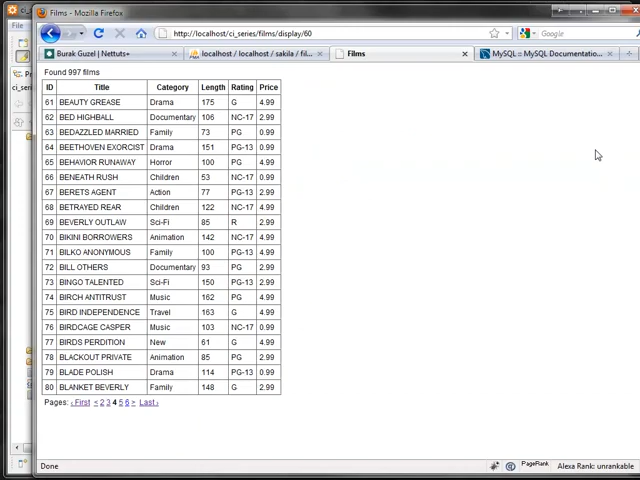 Films - Mozilla Firefox
http://localhost/ci_series/films/display/60
Google
Burak Guzel | Nettuts+
localhost / localhost / sakila / fil...
Films
MySQL :: MySQL Documentatio...
File
Found 997 films
ID Title Category Length Rating Price
61 BEAUTY GREASE Drama 175 G 4.99
62 BED HIGHBALL Documentary 106 NC-17 2.99
63 BEDAZZLED MARRIED Family 73 PG 0.99
64 BEETHOVEN EXORCIST Drama 151 PG-13 0.99
65 BEHAVIOR RUNAWAY Horror 100 PG 4.99
66 BENEATH RUSH Children 53 NC-17 0.99
67 BERETS AGENT Action 77 PG-13 2.99
68 BETRAYED REAR Children 122 NC-17 4.99
69 BEVERLY OUTLAW Sci-Fi 85 R 2.99
70 BIKINI BORROWERS Animation 142 NC-17 4.99
71 BILKO ANONYMOUS Family 100 PG-13 4.99
72 BILL OTHERS Documentary 93 PG 2.99
73 BINGO TALENTED Sci-Fi 150 PG-13 2.99
74 BIRCH ANTITRUST Music 162 PG 4.99
75 BIRD INDEPENDENCE Travel 163 G 4.99
76 BIRDCAGE CASPER Music 103 NC-17 0.99
77 BIRDS PERDITION New 61 G 4.99
78 BLACKOUT PRIVATE Animation 85 PG 2.99
79 BLADE POLISH Drama 114 PG-13 0.99
80 BLANKET BEVERLY Family 148 G 2.99
Pages: ‹ First < 2 3 4 5 6 > Last ›
Done
PageRank
Alexa Rank: unrankable